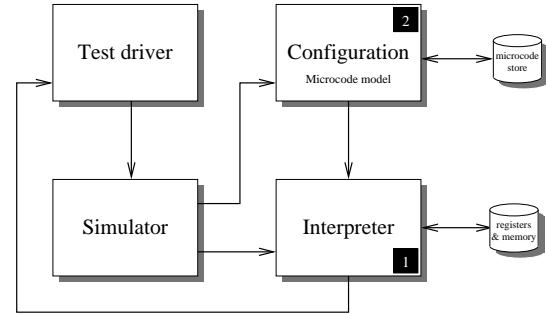 Test driver
2
Configuration
Microcode model
microcode
store
Simulator
Interpreter
1
registers
& memory